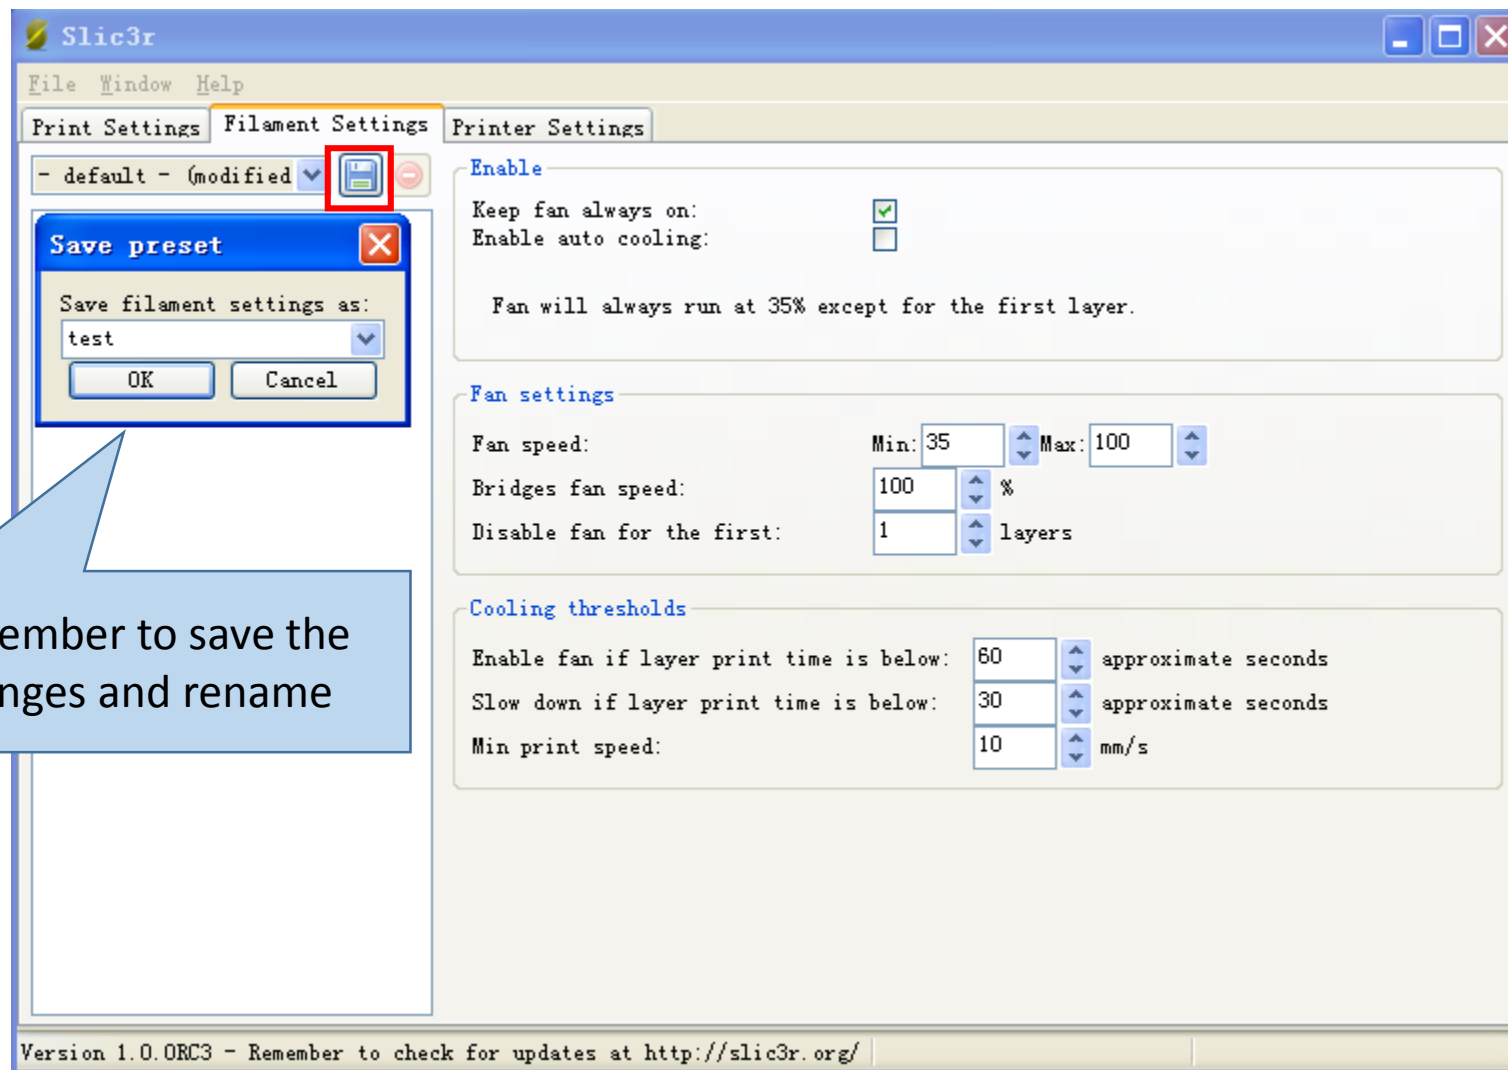 Slic3r
File Window Help
Print Settings Filament Settings Printer Settings
- default - (modified
Save preset
Save filament settings as:
test
OK Cancel
Enable
Keep fan always on:
Enable auto cooling:
Fan will always run at 35% except for the first layer.
Fan settings
Fan speed: Min: 35 Max: 100
Bridges fan speed: 100 %
Disable fan for the first: 1 layers
ember to save the
nges and rename
Cooling thresholds
Enable fan if layer print time is below: 60 approximate seconds
Slow down if layer print time is below: 30 approximate seconds
Min print speed: 10 mm/s
Version 1.0.0RC3 - Remember to check for updates at http://slic3r.org/